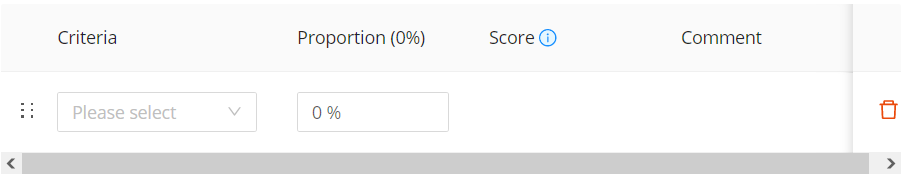 Criteria Proportion (0%) Score Comment
Please select 0 %